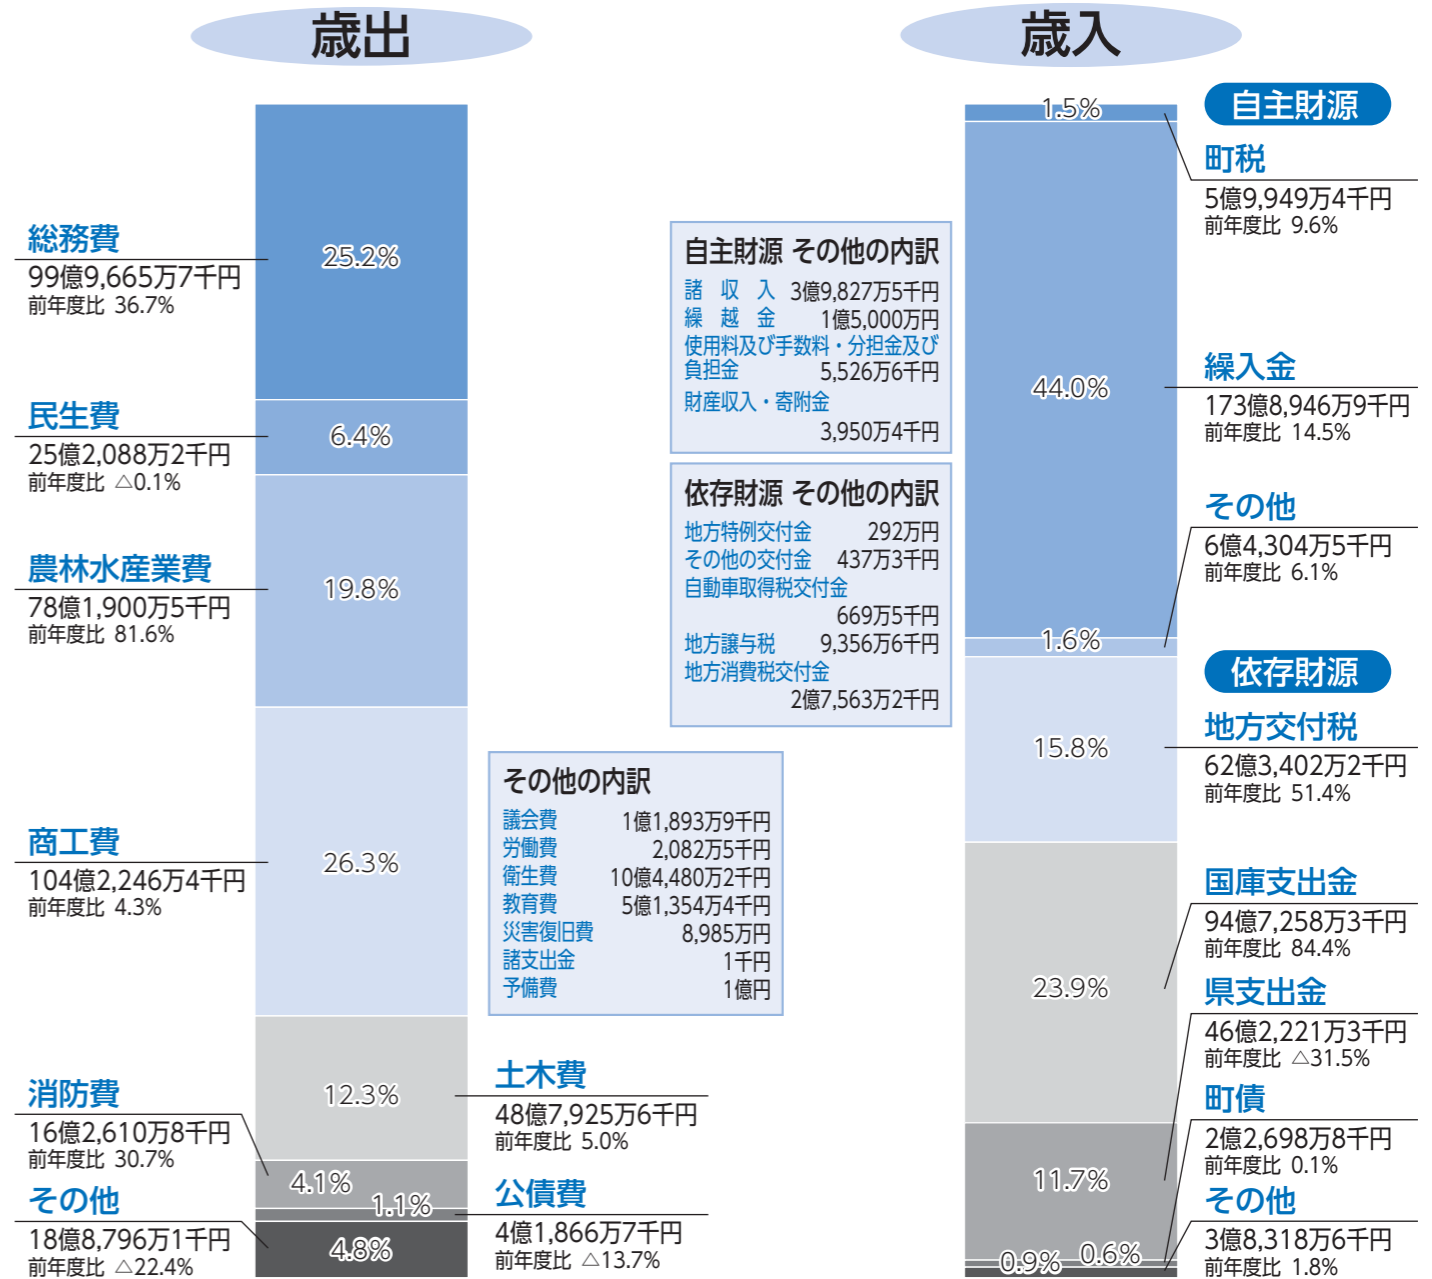 歳出
総務費
99億9,665万7千円
前年度比 36.7%
25.2%
民生費
25億2,088万2千円
前年度比 △0.1%
6.4%
農林水産業費
78億1,900万5千円
前年度比 81.6%
19.8%
商工費
104億2,246万4千円
前年度比 4.3%
26.3%
土木費
48億7,925万6千円
前年度比 5.0%
12.3%
消防費
16億2,610万8千円
前年度比 30.7%
4.1%
公債費
4億1,866万7千円
前年度比 △13.7%
1.1%
その他
18億8,796万1千円
前年度比 △22.4%
4.8%
その他の内訳
議会費 1億1,893万9千円
労働費 2,082万5千円
衛生費 10億4,480万2千円
教育費 5億1,354万4千円
災害復旧費 8,985万円
諸支出金 1千円
予備費 1億円
歳入
自主財源
町税
5億9,949万4千円
前年度比 9.6%
1.5%
繰入金
173億8,946万9千円
前年度比 14.5%
44.0%
その他
6億4,304万5千円
前年度比 6.1%
1.6%
依存財源
地方交付税
62億3,402万2千円
前年度比 51.4%
15.8%
国庫支出金
94億7,258万3千円
前年度比 84.4%
23.9%
県支出金
46億2,221万3千円
前年度比 △31.5%
11.7%
町債
2億2,698万8千円
前年度比 0.1%
0.6%
その他
3億8,318万6千円
前年度比 1.8%
0.9%
自主財源 その他の内訳
諸収入 3億9,827万5千円
繰越金 1億5,000万円
使用料及び手数料・分担金及び
負担金 5,526万6千円
財産収入・寄附金
3,950万4千円
依存財源 その他の内訳
地方特例交付金 292万円
その他の交付金 437万3千円
自動車取得税交付金
669万5千円
地方譲与税 9,356万6千円
地方消費税交付金
2億7,563万2千円